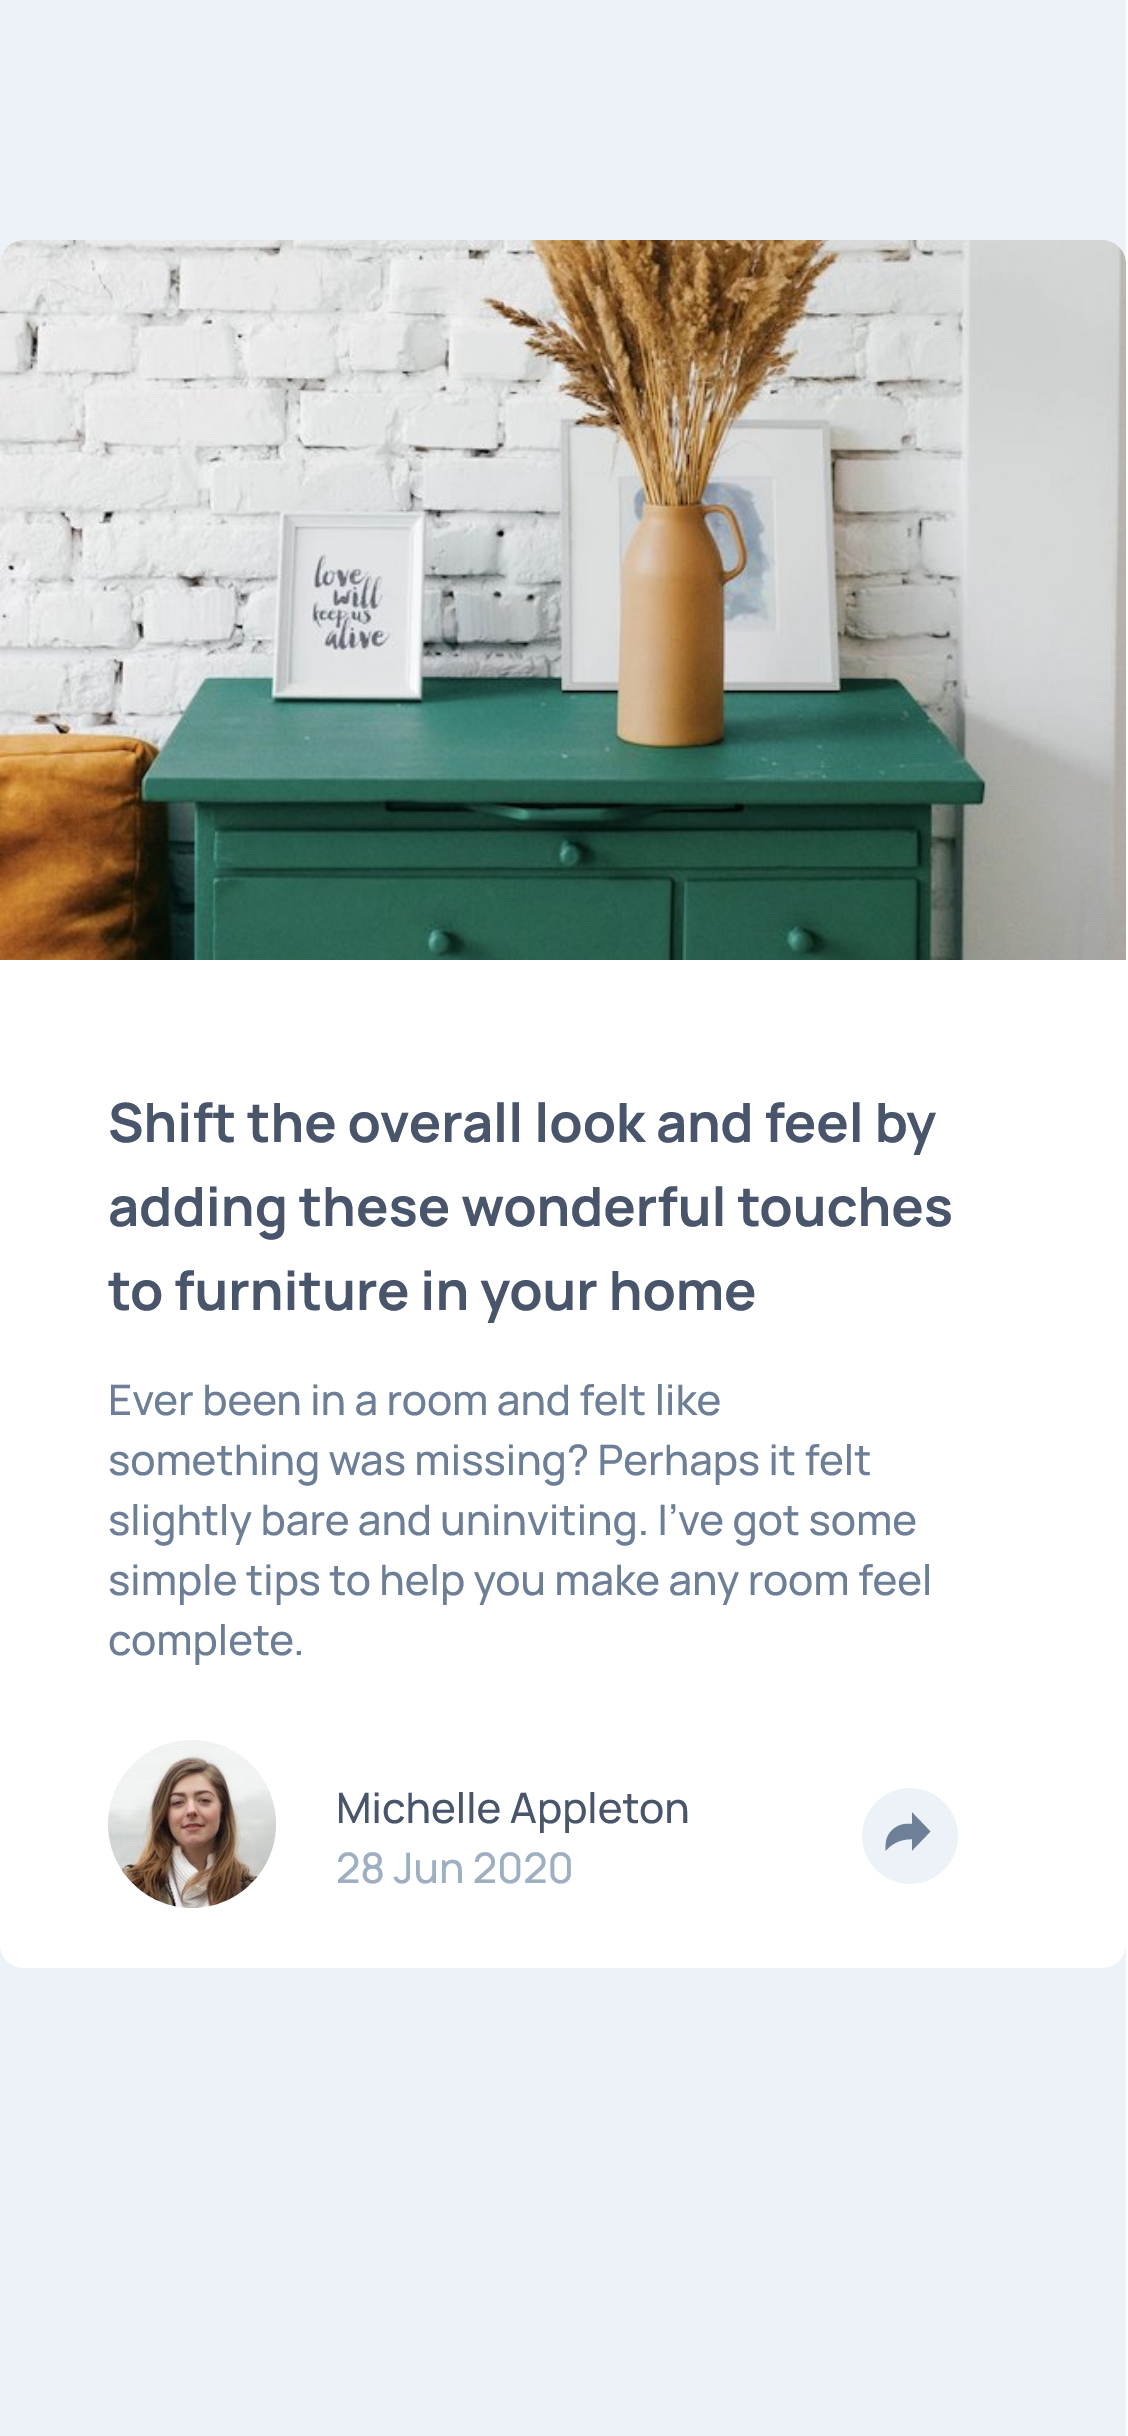 love
will
keep us
alive
Shift the overall look and feel by
adding these wonderful touches
to furniture in your home
Ever been in a room and felt like
something was missing? Perhaps it felt
slightly bare and uninviting. I’ve got some
simple tips to help you make any room feel
complete.
Michelle Appleton
28 Jun 2020